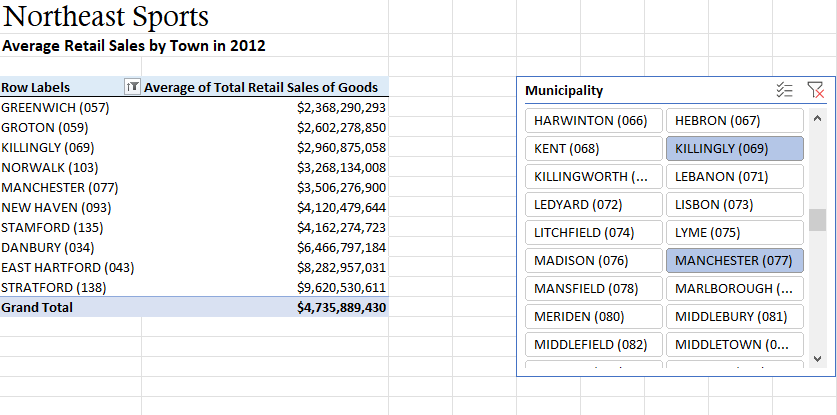 Northeast Sports
Average Retail Sales by Town in 2012
Row Labels Average of Total Retail Sales of Goods
GREENWICH (057) $2,368,290,293
GROTON (059) $2,602,278,850
KILLINGLY (069) $2,960,875,058
NORWALK (103) $3,268,134,008
MANCHESTER (077) $3,506,276,900
NEW HAVEN (093) $4,120,479,644
STAMFORD (135) $4,162,274,723
DANBURY (034) $6,466,797,184
EAST HARTFORD (043) $8,282,957,031
STRATFORD (138) $9,620,530,611
Grand Total $4,735,889,430
Municipality
HARWINTON (066) HEBRON (067)
KENT (068) KILLINGLY (069)
KILLINGWORTH (... LEBANON (071)
LEDYARD (072) LISBON (073)
LITCHFIELD (074) LYME (075)
MADISON (076) MANCHESTER (077)
MANSFIELD (078) MARLBOROUGH (...
MERIDEN (080) MIDDLEBURY (081)
MIDDLEFIELD (082) MIDDLETOWN (0...